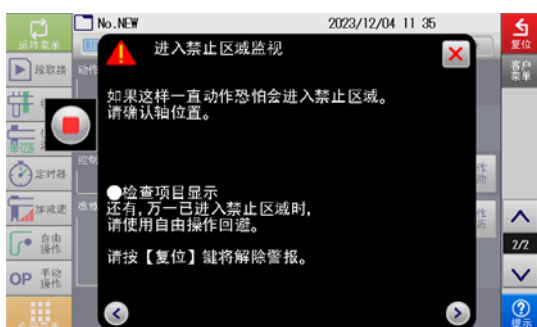 No.NEW
2023/12/04 11 35
复位
客户
菜单
段取换
定时器
加减速
自由
操作
OP 手动
操作
进入禁止区域监视
如果这样一直动作恐怕会进入禁止区域。
请确认轴位置。
●检查项目显示
还有,万一已进入禁止区域时,
请使用自由操作回避。
请按【复位】键将解除警报。
2/2
提示